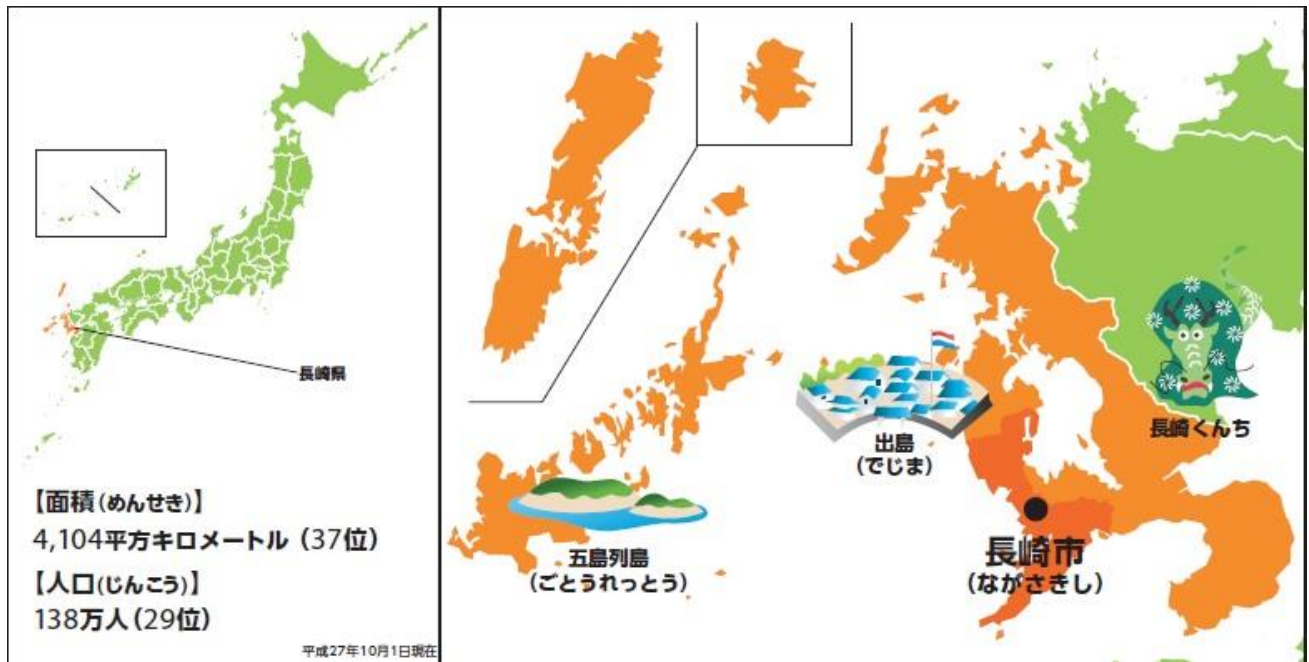 長崎県
【面積(めんせき)】
4,104平方キロメートル（37位）
【人口(じんこう)】
138万人（29位）
平成27年10月1日現在
長崎くんち
出島
（でじま）
五島列島
（ごとうれっとう）
長崎市
（ながさきし）